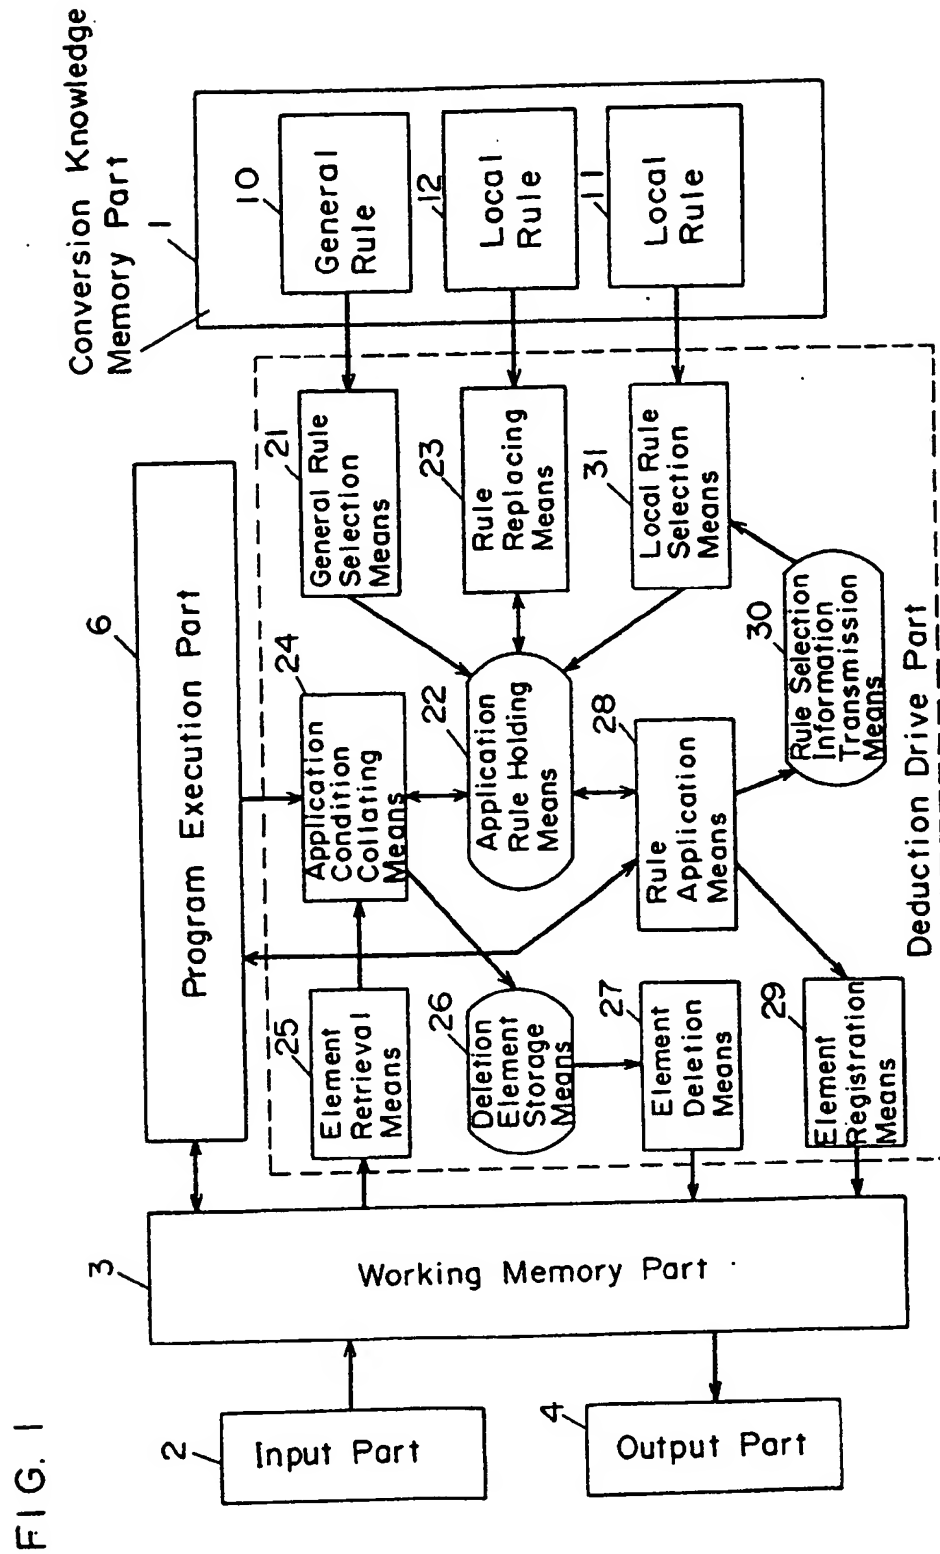 FIG. 1
2
Input Part
4
Output Part
3
Working Memory Part
6
Program Execution Part
25
Element
Retrieval
Means
26
Deletion
Element
Storage
Means
27
Element
Deletion
Means
29
Element
Registration
Means
24
Application
Condition
Collating
Means
22
Application
Rule Holding
Means
28
Rule
Application
Means
21
General Rule
Selection
Means
23
Rule
Replacing
Means
31
Local Rule
Selection
Means
30
Rule Selection
Information
Transmission
Means
Deduction Drive Part
Conversion Knowledge
Memory Part
1
10
General
Rule
12
Local
Rule
11
Local
Rule